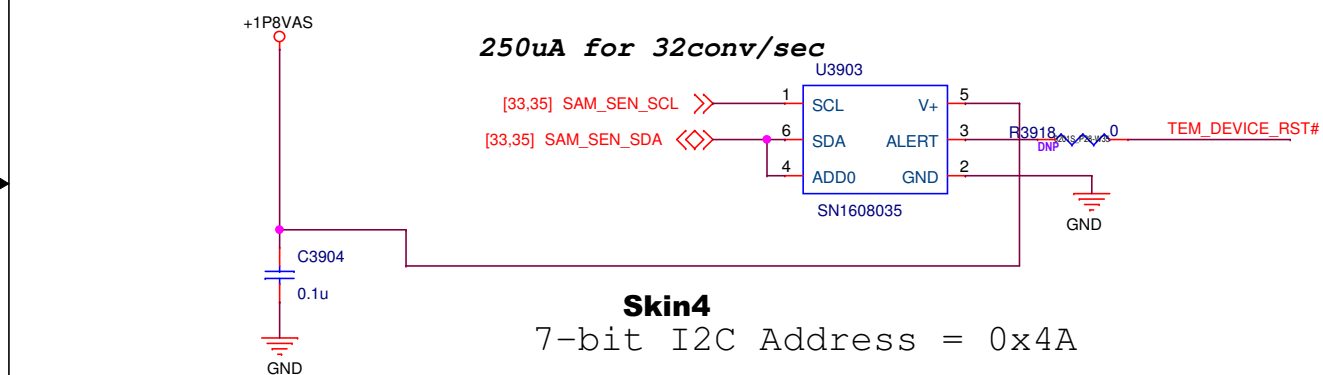 +1P8VAS
250uA for 32conv/sec
U3903
[33,35] SAM_SEN_SCL
1
SCL
V+
5
[33,35] SAM_SEN_SDA
6
SDA
ALERT
3
R3918
0
TEM_DEVICE_RST#
DNP
4
ADD0
GND
2
SN1608035
GND
C3904
0.1u
Skin4
7-bit I2C Address = 0x4A
GND